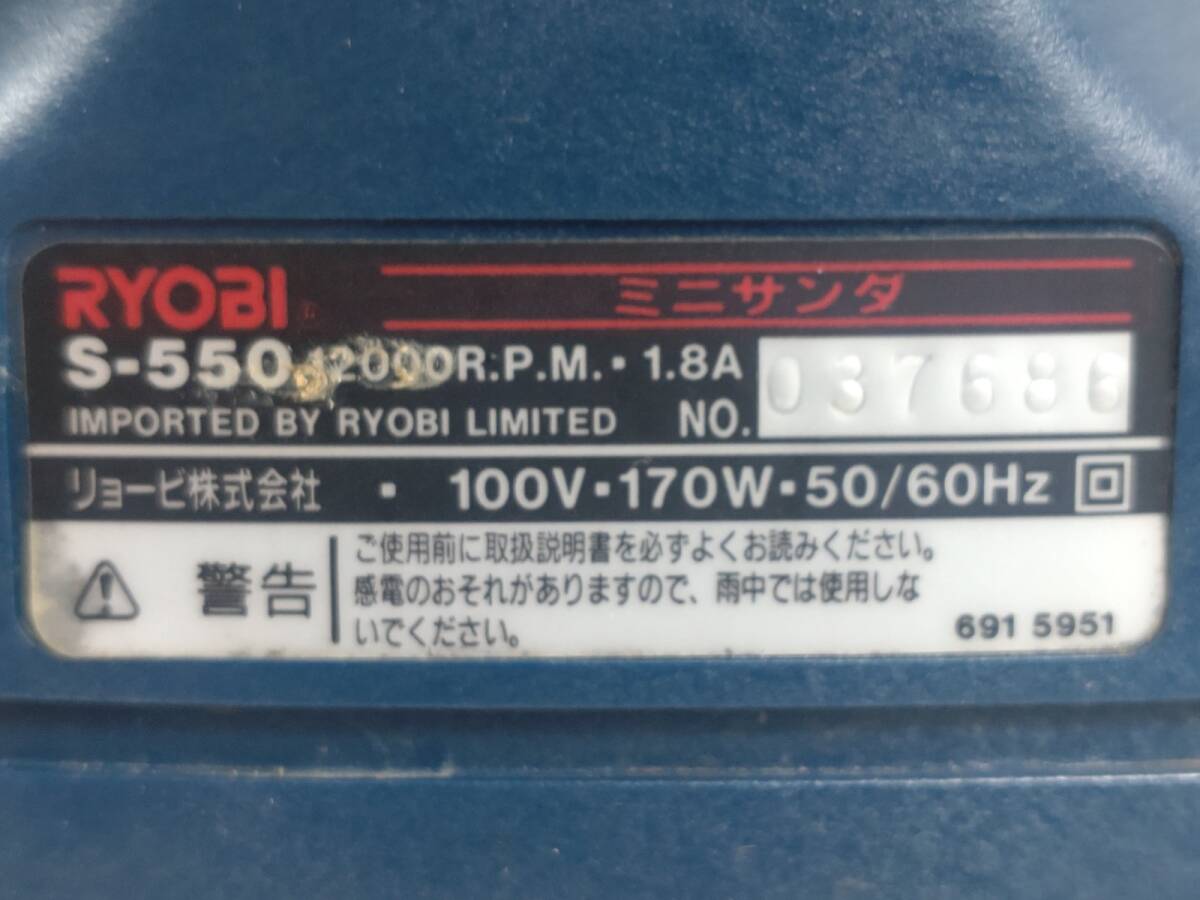 RYOBI
ミニサンダ
S-550 12000R.P.M.・1.8A
IMPORTED BY RYOBI LIMITED NO. 037686
リョービ株式会社 ・ 100V・170W・50/60Hz
警告
ご使用前に取扱説明書を必ずよくお読みください。
感電のおそれがありますので、雨中では使用しな
いでください。
691 5951